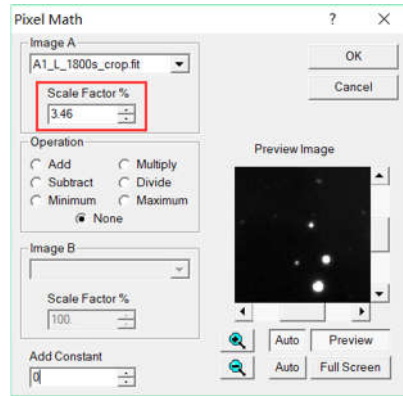 Pixel Math ? ×
Image A
A1_L_1800s_crop.fit
Scale Factor %
3.46
OK
Cancel
Operation
Add Multiply
Subtract Divide
Minimum Maximum
None
Preview Image
Image B
Scale Factor %
100.
Add Constant
0
Auto Preview
Auto Full Screen